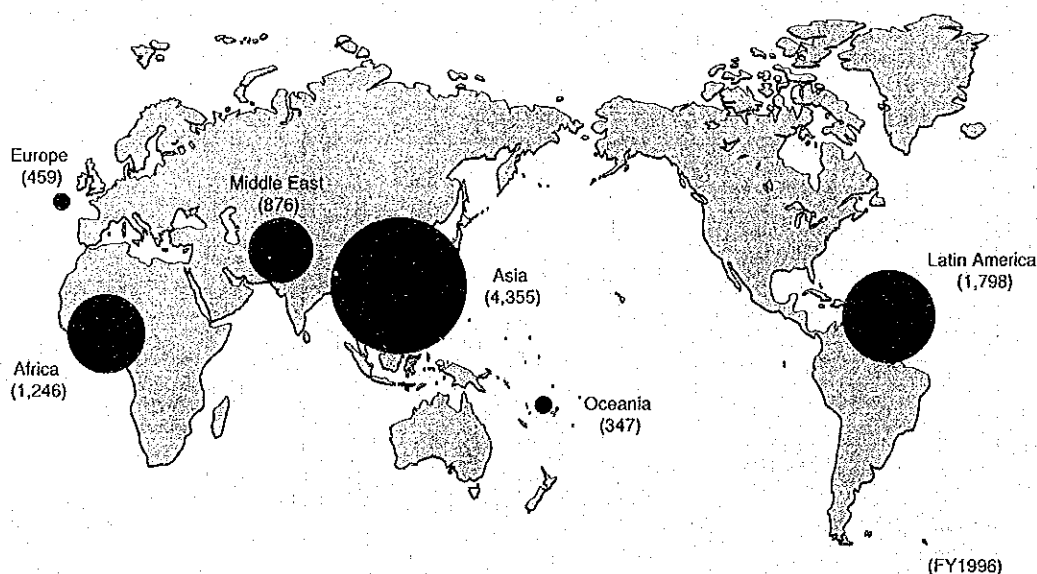 Europe
(459)
Middle East
(876)
Asia
(4,355)
Latin America
(1,798)
Africa
(1,246)
Oceania
(347)
(FY1996)